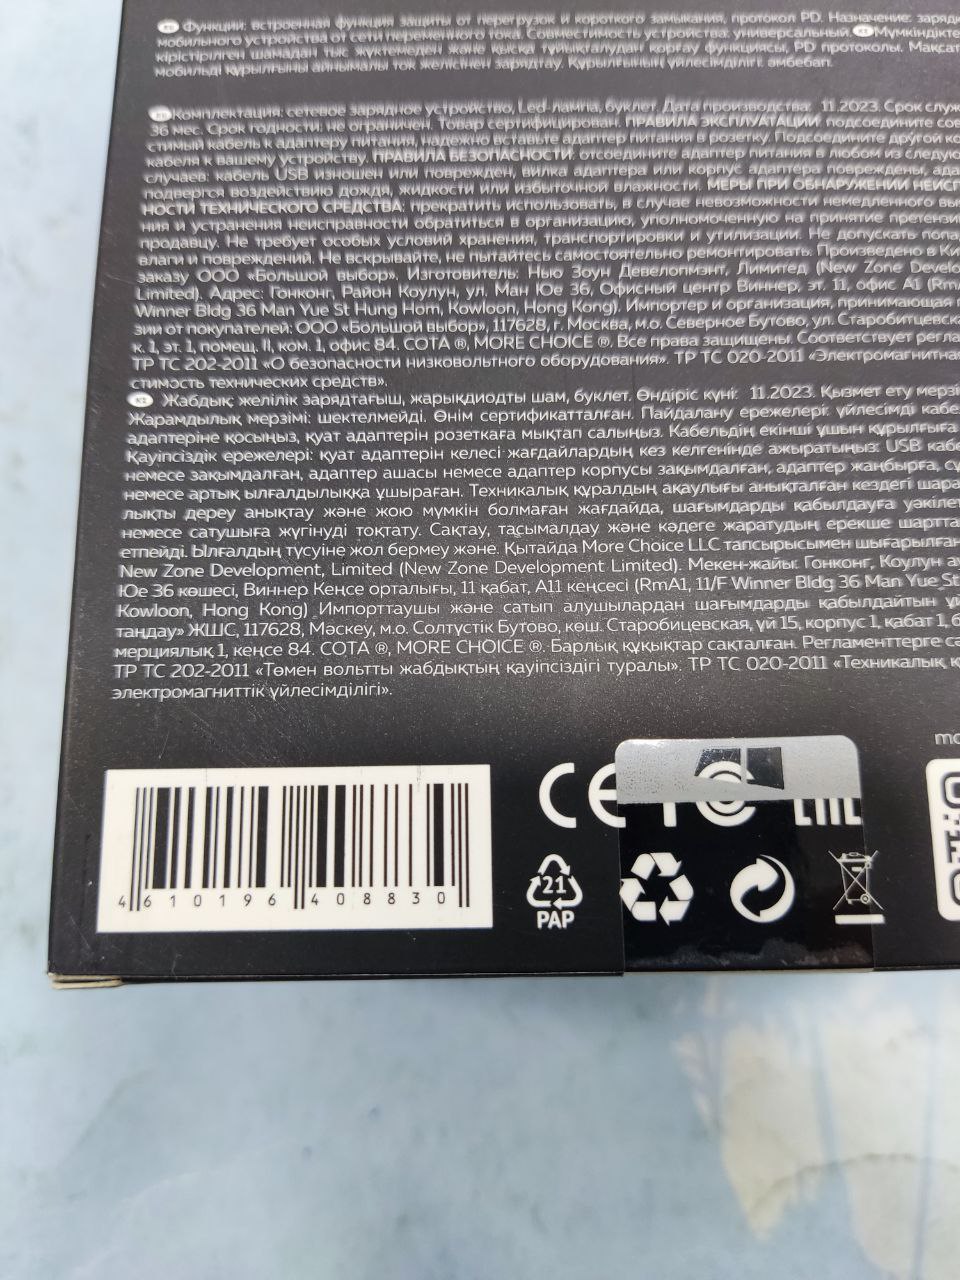 RU Функции: встроенная функция защиты от перегрузок и короткого замыкания, протокол PD. Назначение: заряд
мобильного устройства от сети переменного тока. Совместимость устройства: универсальный. KZ Мүмкіндікте
кірістірілген шамадан тыс жүктемеден және қысқа тұйықталудан қорғау функциясы, PD протоколы. Мақсат
мобильді құрылғыны айнымалы ток желісінен зарядтау. Құрылғының үйлесімділігі: әмбебап.
RU Комплектация: сетевое зарядное устройство, Led-лампа, буклет. Дата производства: 11.2023. Срок служ
36 мес. Срок годности: не ограничен. Товар сертифицирован. ПРАВИЛА ЭКСПЛУАТАЦИИ: подсоедините сов
стимый кабель к адаптеру питания, надежно вставьте адаптер питания в розетку. Подсоедините другой ко
кабеля к вашему устройству. ПРАВИЛА БЕЗОПАСНОСТИ: отсоедините адаптер питания в любом из следую
случаев: кабель USB изношен или поврежден, вилка адаптера или корпус адаптера повреждены, ада
подвергся воздействию дождя, жидкости или избыточной влажности. МЕРЫ ПРИ ОБНАРУЖЕНИИ НЕИСП
НОСТИ ТЕХНИЧЕСКОГО СРЕДСТВА: прекратить использовать, в случае невозможности немедленного выя
ния и устранения неисправности обратиться в организацию, уполномоченную на принятие претензи
продавцу. Не требует особых условий хранения, транспортировки и утилизации. Не допускать попад
влаги и повреждений. Не вскрывайте, не пытайтесь самостоятельно ремонтировать. Произведено в Ки
заказу ООО «Большой выбор». Изготовитель: Нью Зоун Девелопмэнт, Лимитед (New Zone Develo
Limited). Адрес: Гонконг, Район Коулун, ул. Ман Юе 36, Офисный центр Виннер, эт. 11, офис А1 (Rm
Winner Bldg 36 Man Yue St Hung Hom, Kowloon, Hong Kong). Импортер и организация, принимающая п
зии от покупателей: ООО «Большой выбор», 117628, г. Москва, м.о. Северное Бутово, ул. Старобитцевска
к. 1, эт. 1, помещ. II, ком. 1, офис 84. COTA ®, MORE CHOICE ®. Все права защищены. Соответствует регла
ТР ТС 202-2011 «О безопасности низковольтного оборудования». ТР ТС 020-2011 «Электромагнитна
стимость технических средств».
KZ Жабдық: желілік зарядтағыш, жарықдиодты шам, буклет. Өндіріс күні: 11.2023. Қызмет ету мерзі
Жарамдылық мерзімі: шектелмейді. Өнім сертификатталған. Пайдалану ережелері: үйлесімді кабел
адаптеріне қосыңыз, қуат адаптерін розеткаға мықтап салыңыз. Кабельдің екінші ұшын құрылғыға
Қауіпсіздік ережелері: қуат адаптерін келесі жағдайлардың кез келгенінде ажыратыңыз: USB кабе
немесе зақымдалған, адаптер ашасы немесе адаптер корпусы зақымдалған, адаптер жаңбырға, сұ
немесе артық ылғалдылыққа ұшыраған. Техникалық құралдың ақаулығы анықталған кездегі шара
лықты дереу анықтау және жою мүмкін болмаған жағдайда, шағымдарды қабылдауға уәкілет
немесе сатушыға жүгінуді тоқтату. Сақтау, тасымалдау және кәдеге жаратудың ерекше шартта
етпейді. Ылғалдың түсуіне жол бермеу және. Қытайда More Choice LLC тапсырысымен шығарылған
New Zone Development, Limited (New Zone Development Limited). Мекен-жайы: Гонконг, Коулун ау
Юе 36 көшесі, Виннер Кеңсе орталығы, 11 қабат, А11 кеңсесі (RmA1, 11/F Winner Bldg 36 Man Yue St
Kowloon, Hong Kong) Импорттаушы және сатып алушылардан шағымдарды қабылдайтын ұй
таңдау» ЖШС, 117628, Мәскеу, м.о. Солтүстік Бутово, көш. Старобицевская, үй 15, корпус 1, қабат 1, б
мерциялық 1, кеңсе 84. COTA ®, MORE CHOICE ®. Барлық құқықтар сақталған. Регламенттерге са
ТР ТС 202-2011 «Төмен вольтты жабдықтың қауіпсіздігі туралы». ТР ТС 020-2011 «Техникалық қ
электромагниттік үйлесімділігі».
mo
CE EAC
4 610196 408830
21
PAP